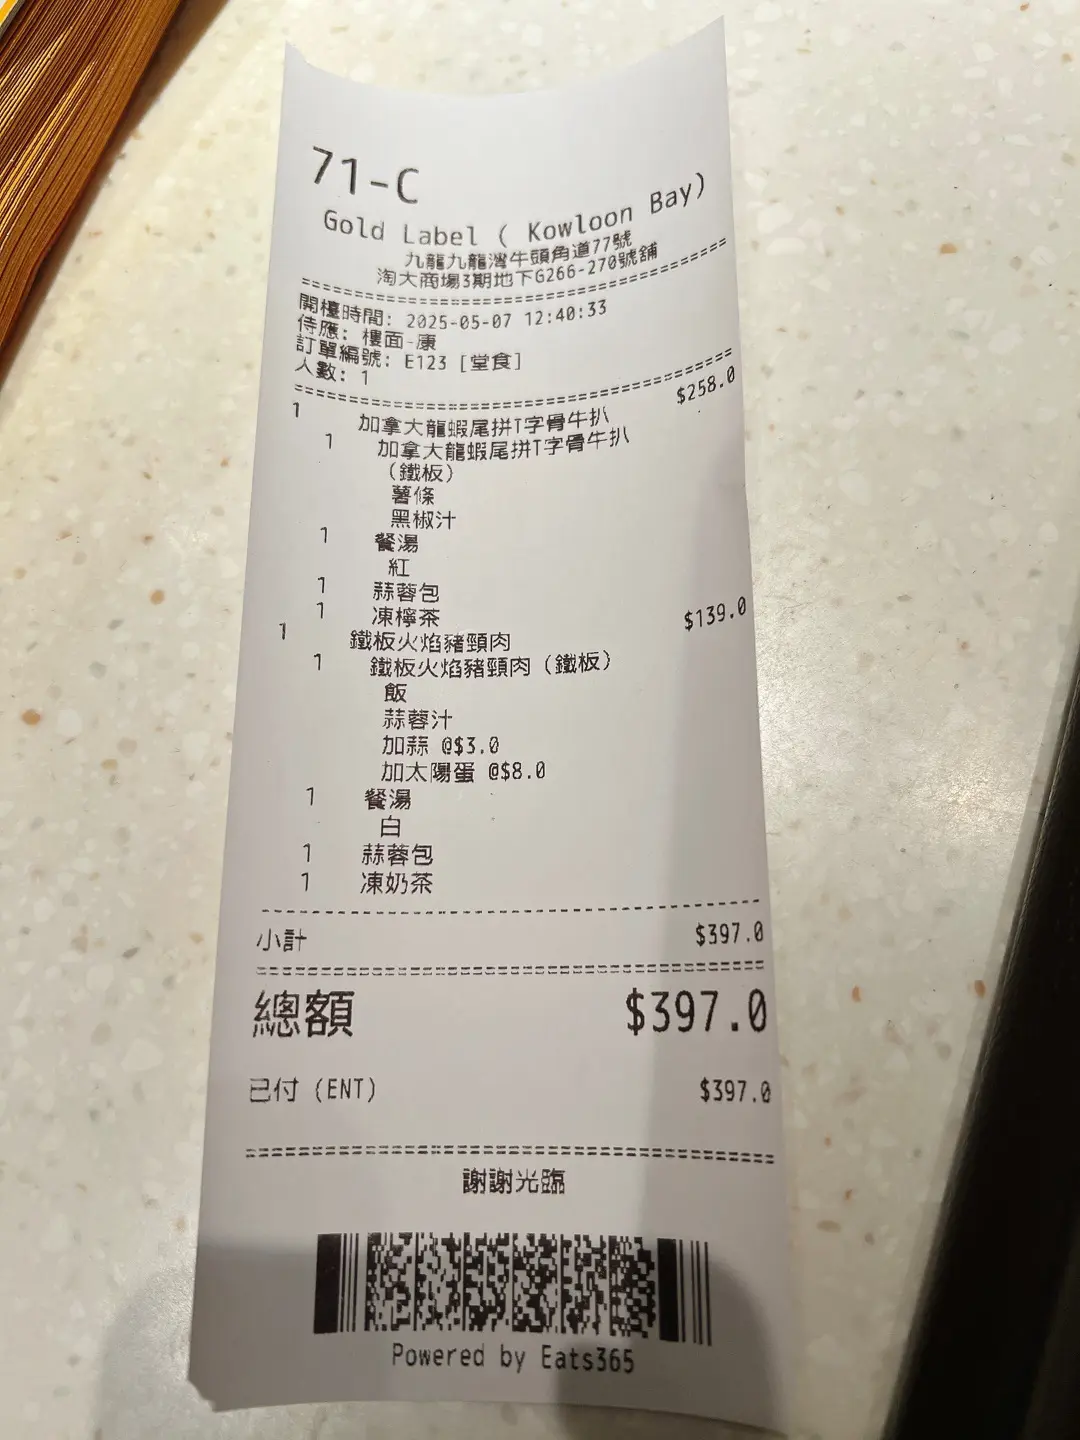 71-C
Gold Label ( Kowloon Bay)
九龍九龍灣牛頭角道77號
淘大商場3期地下G266-270號舖
開檯時間: 2025-05-07 12:40:33
侍應: 樓面-康
訂單編號: E123 [堂食]
人數: 1
1 加拿大龍蝦尾拼T字骨牛扒 $258.0
1 加拿大龍蝦尾拼T字骨牛扒
(鐵板)
薯條
黑椒汁
1 餐湯
紅
1 蒜蓉包
1 凍檸茶
1 鐵板火焰豬頸肉 $139.0
1 鐵板火焰豬頸肉 (鐵板)
飯
蒜蓉汁
加蒜 @$3.0
加太陽蛋 @$8.0
1 餐湯
白
1 蒜蓉包
1 凍奶茶
小計 $397.0
總額 $397.0
已付 (ENT) $397.0
謝謝光臨
Powered by Eats365